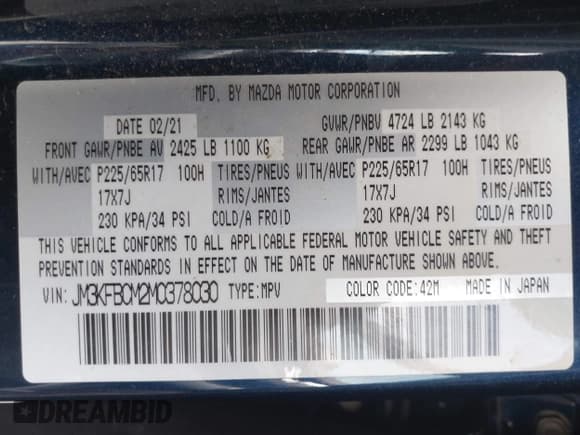 MFD. BY MAZDA MOTOR CORPORATION
DATE 02/21 GVWR/PNBV 4724 LB 2143 KG
FRONT GAWR/PNBE AV 2425 LB 1100 KG REAR GAWR/PNBE AR 2299 LB 1043 KG
WITH/AVEC P225/65R17 100H TIRES/PNEUS WITH/AVEC P225/65R17 100H TIRES/PNEUS
17X7J RIMS/JANTES 17X7J RIMS/JANTES
230 KPA/34 PSI COLD/A FROID 230 KPA/34 PSI COLD/A FROID
THIS VEHICLE CONFORMS TO ALL APPLICABLE FEDERAL MOTOR VEHICLE SAFETY AND THEFT
PREVENTION STANDARDS IN EFFECT ON THE DATE OF MANUFACTURE SHOWN ABOVE.
VIN: JM3KFBCM2M0378030 TYPE:MPV COLOR CODE:42M MADE IN JAPAN
DREAMBID